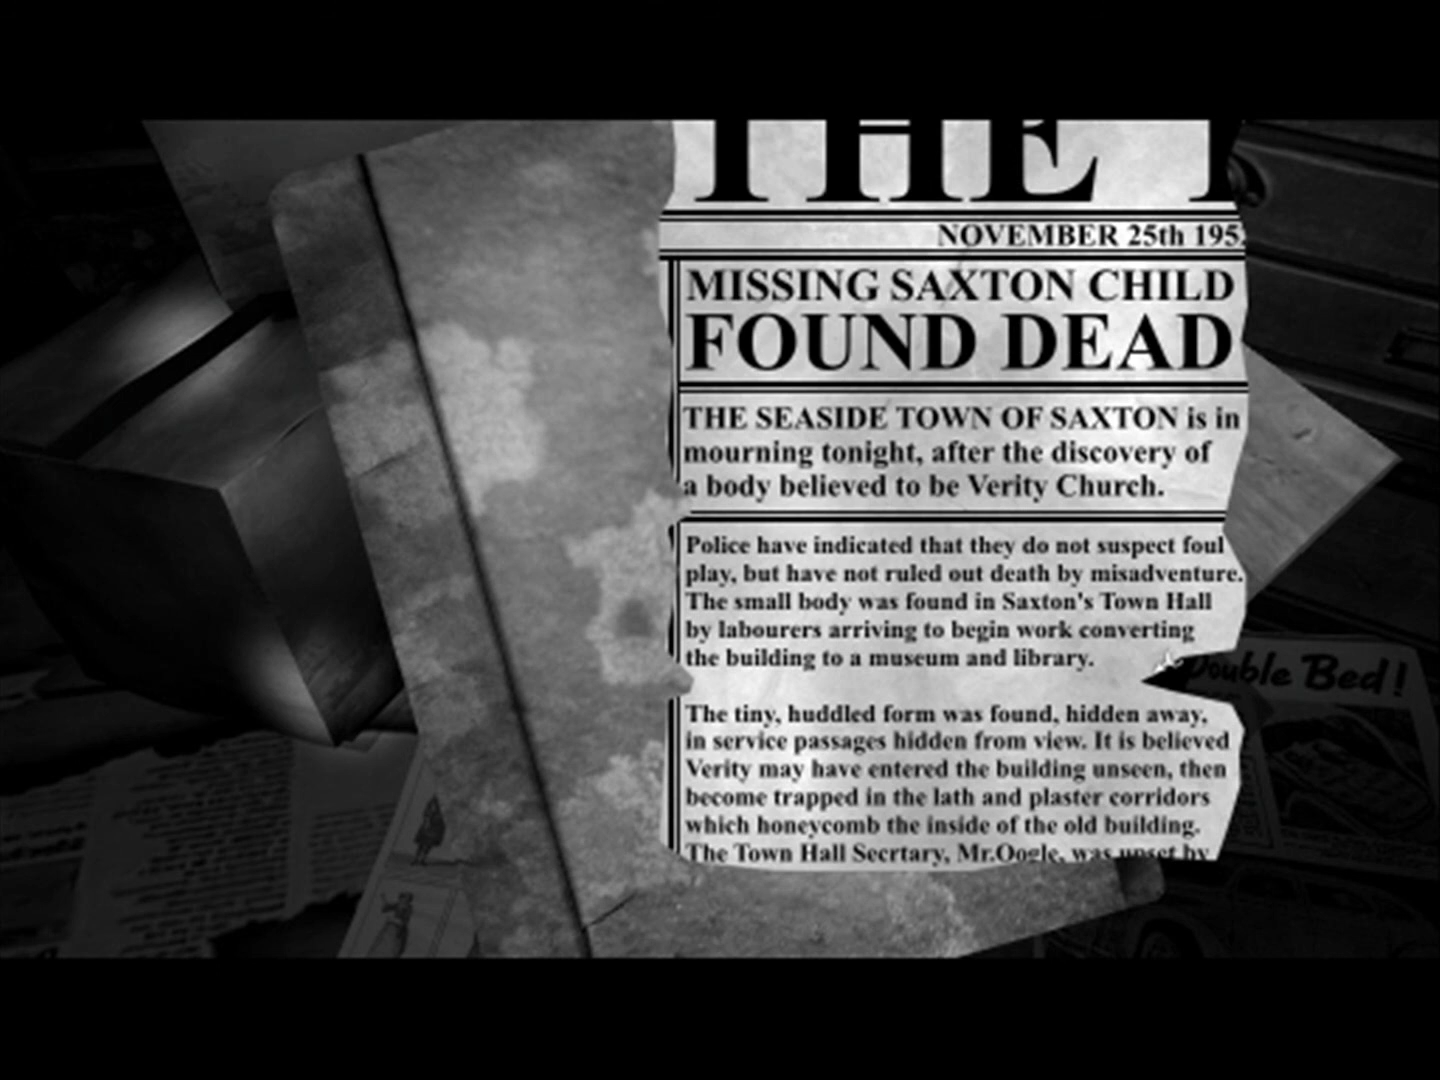 THE
NOVEMBER 25th 195
MISSING SAXTON CHILD
FOUND DEAD
THE SEASIDE TOWN OF SAXTON is in
mourning tonight, after the discovery of
a body believed to be Verity Church.
Police have indicated that they do not suspect foul
play, but have not ruled out death by misadventure.
The small body was found in Saxton's Town Hall
by labourers arriving to begin work converting
the building to a museum and library.
The tiny, huddled form was found, hidden away,
in service passages hidden from view. It is believed
Verity may have entered the building unseen, then
become trapped in the lath and plaster corridors
which honeycomb the inside of the old building.
The Town Hall Secrtary, Mr.Oogle, was upset by
Double Bed!